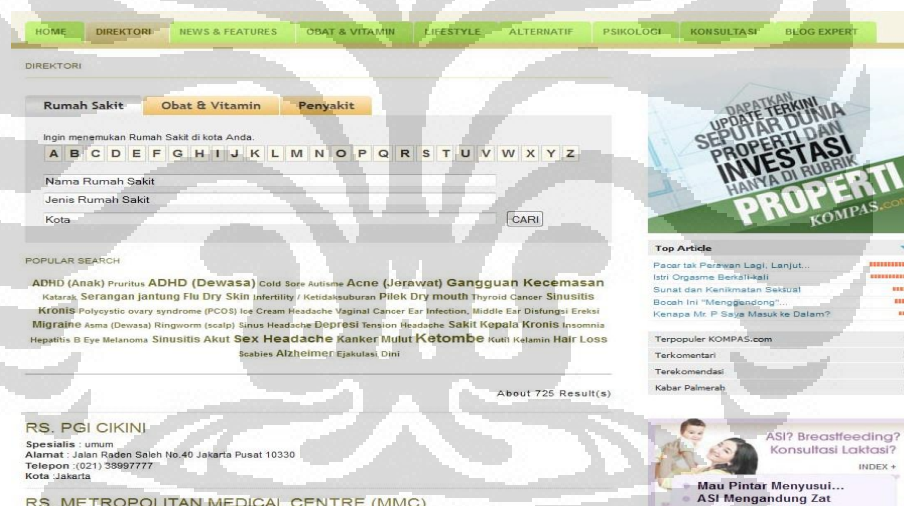 HOME DIREKTORI NEWS & FEATURES OBAT & VITAMIN LIFESTYLE ALTERNATIF PSIKOLOGI KONSULTASI BLOG EXPERT
DIREKTORI
Rumah Sakit Obat & Vitamin Penyakit
Ingin menemukan Rumah Sakit di kota Anda.
A B C D E F G H I J K L M N O P Q R S T U V W X Y Z
Nama Rumah Sakit
Jenis Rumah Sakit
Kota
CARI
POPULAR SEARCH
ADHD (Anak) Pruritus ADHD (Dewasa) Cold Sore Autisme Acne (Jerawat) Gangguan Kecemasan
Katarak Serangan jantung Flu Dry Skin Infertility / Ketidaksuburan Pilek Dry mouth Thyroid Cancer Sinusitis
Kronis Polycystic ovary syndrome (PCOS) Ice Cream Headache Vaginal Cancer Ear Infection, Middle Ear Disfungsi Ereksi
Migraine Asma (Dewasa) Ringworm (scalp) Sinus Headache Depresi Tension Headache Sakit Kepala Kronis Insomnia
Hepatitis B Eye Melanoma Sinusitis Akut Sex Headache Kanker Mulut Ketombe Kutil Kelamin Hair Loss
Scabies Alzheimer Ejakulasi Dini
About 725 Result(s)
RS. PGI CIKINI
Spesialis : umum
Alamat : Jalan Raden Saleh No.40 Jakarta Pusat 10330
Telepon :(021) 38997777
Kota :Jakarta
RS. METROPOLITAN MEDICAL CENTRE (MMC)
DAPATKAN
UPDATE TERKINI
SEPUTAR DUNIA
PROPERTI DAN
INVESTASI
HANYA DI RUBRIK
PROPERTI
KOMPAS.com
Top Article
Pacar tak Perawan Lagi, Lanjut...
Istri Orgasme Berkali-kali
Sunat dan Kenikmatan Seksual
Bocah Ini "Menggendong"...
Kenapa Mr. P Saya Masuk ke Dalam?
Terpopuler KOMPAS.com
Terkomentari
Terekomendasi
Kabar Palmerah
ASI? Breastfeeding?
Konsultasi Laktasi?
INDEX +
Mau Pintar Menyusui...
ASI Mengandung Zat